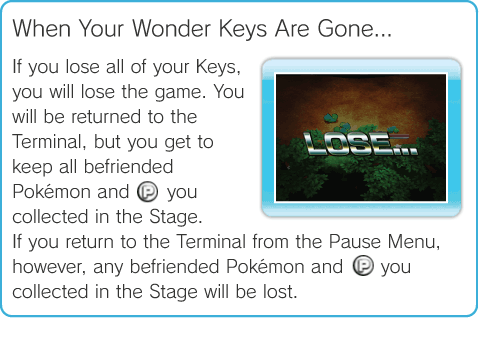 When Your Wonder Keys Are Gone...
If you lose all of your Keys,
you will lose the game. You
will be returned to the
Terminal, but you get to
keep all befriended
Pokémon and P you
collected in the Stage.
LOSE...
If you return to the Terminal from the Pause Menu,
however, any befriended Pokémon and P you
collected in the Stage will be lost.